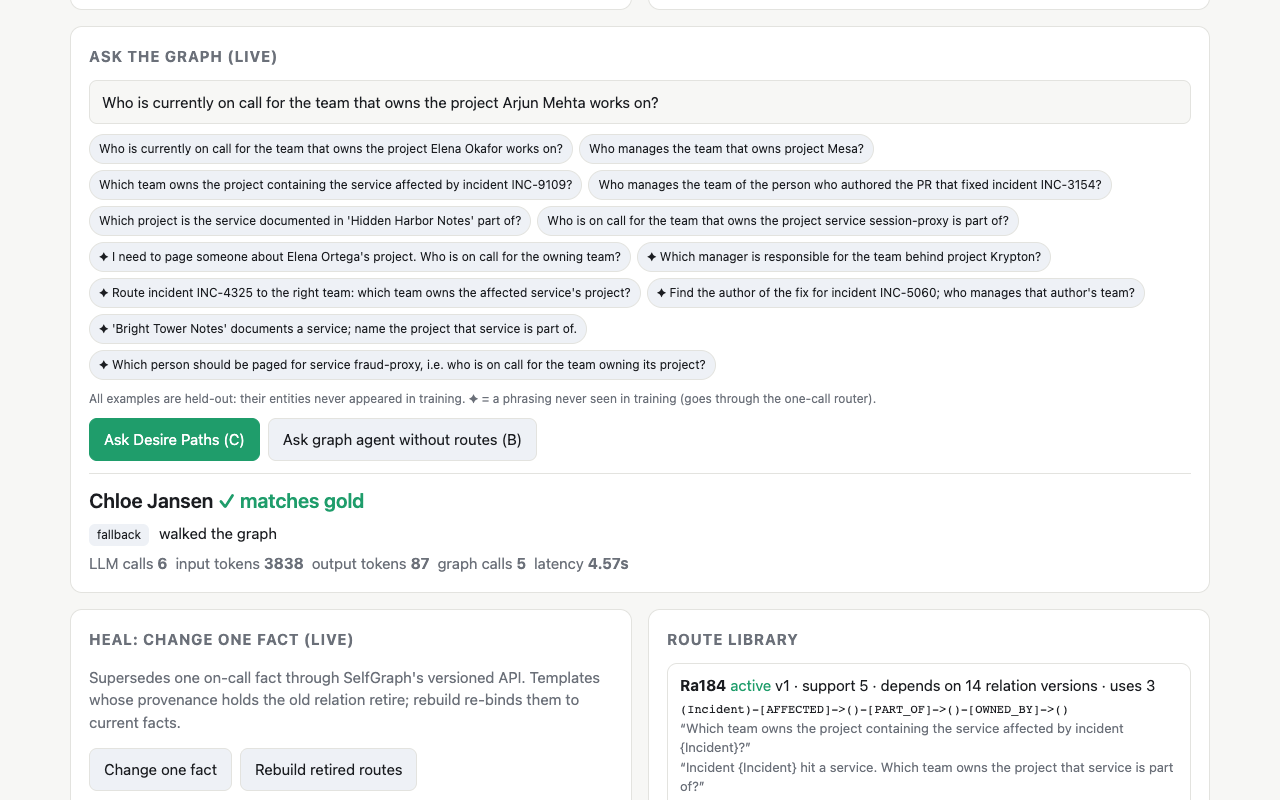 ASK THE GRAPH (LIVE)
Who is currently on call for the team that owns the project Arjun Mehta works on?
Who is currently on call for the team that owns the project Elena Okafor works on?
Who manages the team that owns project Mesa?
Which team owns the project containing the service affected by incident INC-9109?
Who manages the team of the person who authored the PR that fixed incident INC-3154?
Which project is the service documented in 'Hidden Harbor Notes' part of?
Who is on call for the team that owns the project service session-proxy is part of?
✦ I need to page someone about Elena Ortega's project. Who is on call for the owning team?
✦ Which manager is responsible for the team behind project Krypton?
✦ Route incident INC-4325 to the right team: which team owns the affected service's project?
✦ Find the author of the fix for incident INC-5060; who manages that author's team?
✦ 'Bright Tower Notes' documents a service; name the project that service is part of.
✦ Which person should be paged for service fraud-proxy, i.e. who is on call for the team owning its project?
All examples are held-out: their entities never appeared in training. ✦ = a phrasing never seen in training (goes through the one-call router).
Ask Desire Paths (C)
Ask graph agent without routes (B)
Chloe Jansen ✓ matches gold
fallback walked the graph
LLM calls 6 input tokens 3838 output tokens 87 graph calls 5 latency 4.57s
HEAL: CHANGE ONE FACT (LIVE)
Supersedes one on-call fact through SelfGraph's versioned API. Templates
whose provenance holds the old relation retire; rebuild re-binds them to
current facts.
Change one fact
Rebuild retired routes
ROUTE LIBRARY
Ra184 active v1 · support 5 · depends on 14 relation versions · uses 3
(Incident)-[AFFECTED]->()-[PART_OF]->()-[OWNED_BY]->()
“Which team owns the project containing the service affected by incident
{Incident}?”
“Incident {Incident} hit a service. Which team owns the project that service is part
of?”